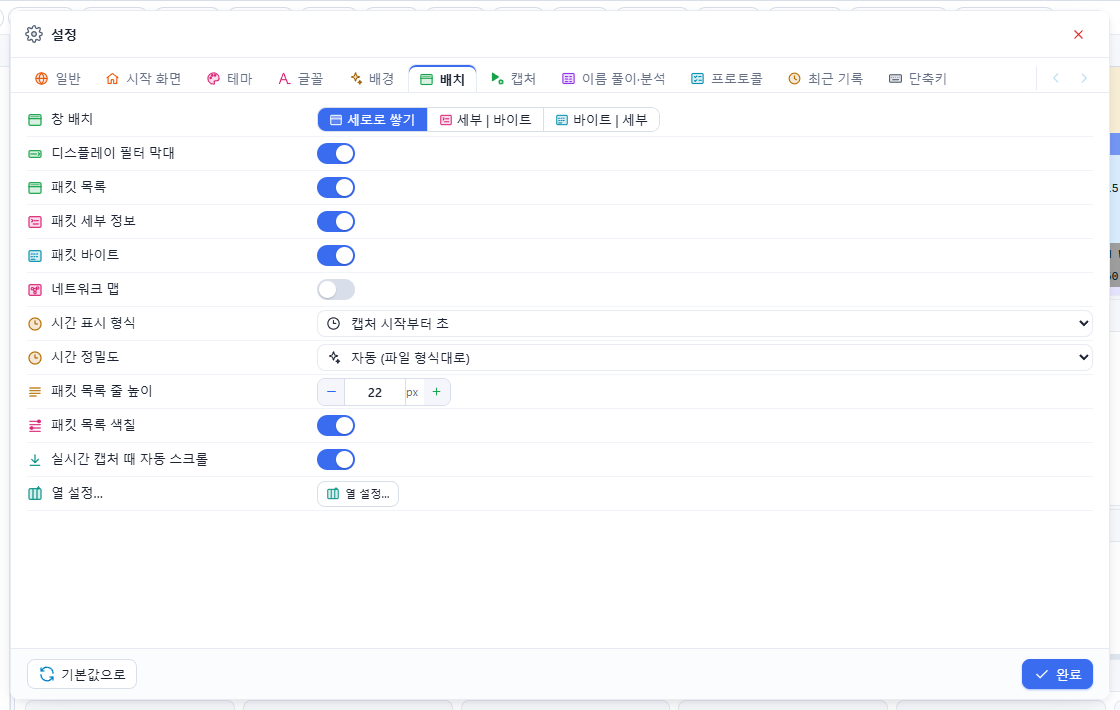 설정
일반 시작 화면 테마 글꼴 배경 배치 캡처 이름 풀이·분석 프로토콜 최근 기록 단축키
창 배치 세로로 쌓기 세부 | 바이트 바이트 | 세부
디스플레이 필터 막대
패킷 목록
패킷 세부 정보
패킷 바이트
네트워크 맵
시간 표시 형식 캡처 시작부터 초
시간 정밀도 자동 (파일 형식대로)
패킷 목록 줄 높이 − 22 px +
패킷 목록 색칠
실시간 캡처 때 자동 스크롤
열 설정... 열 설정...
기본값으로 완료